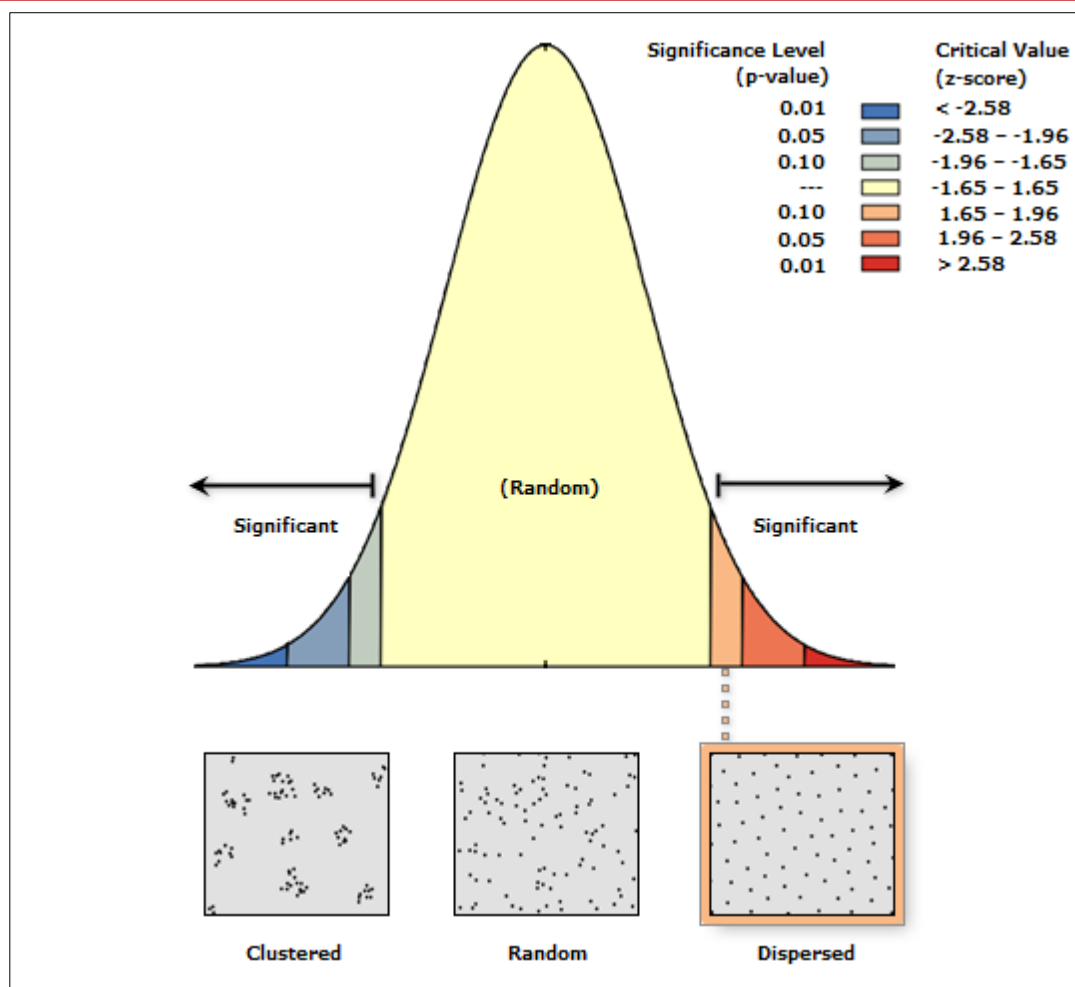 Significance Level Critical Value
(p-value) (z-score)
0.01 < -2.58
0.05 -2.58 – -1.96
0.10 -1.96 – -1.65
--- -1.65 – 1.65
0.10 1.65 – 1.96
0.05 1.96 – 2.58
0.01 > 2.58
(Random)
Significant Significant
Clustered Random Dispersed